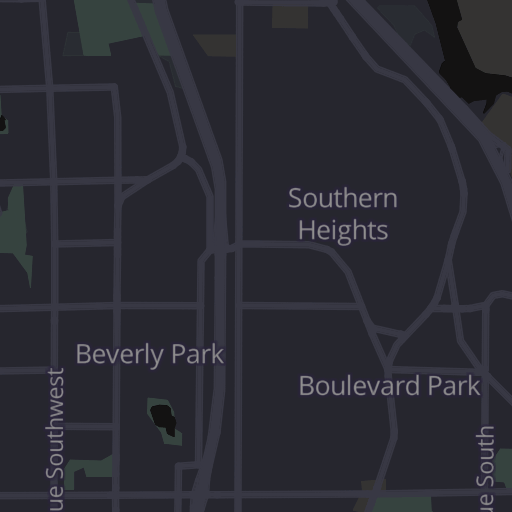 Southern
Heights
Beverly Park
Boulevard Park
ue Southwest
ue South